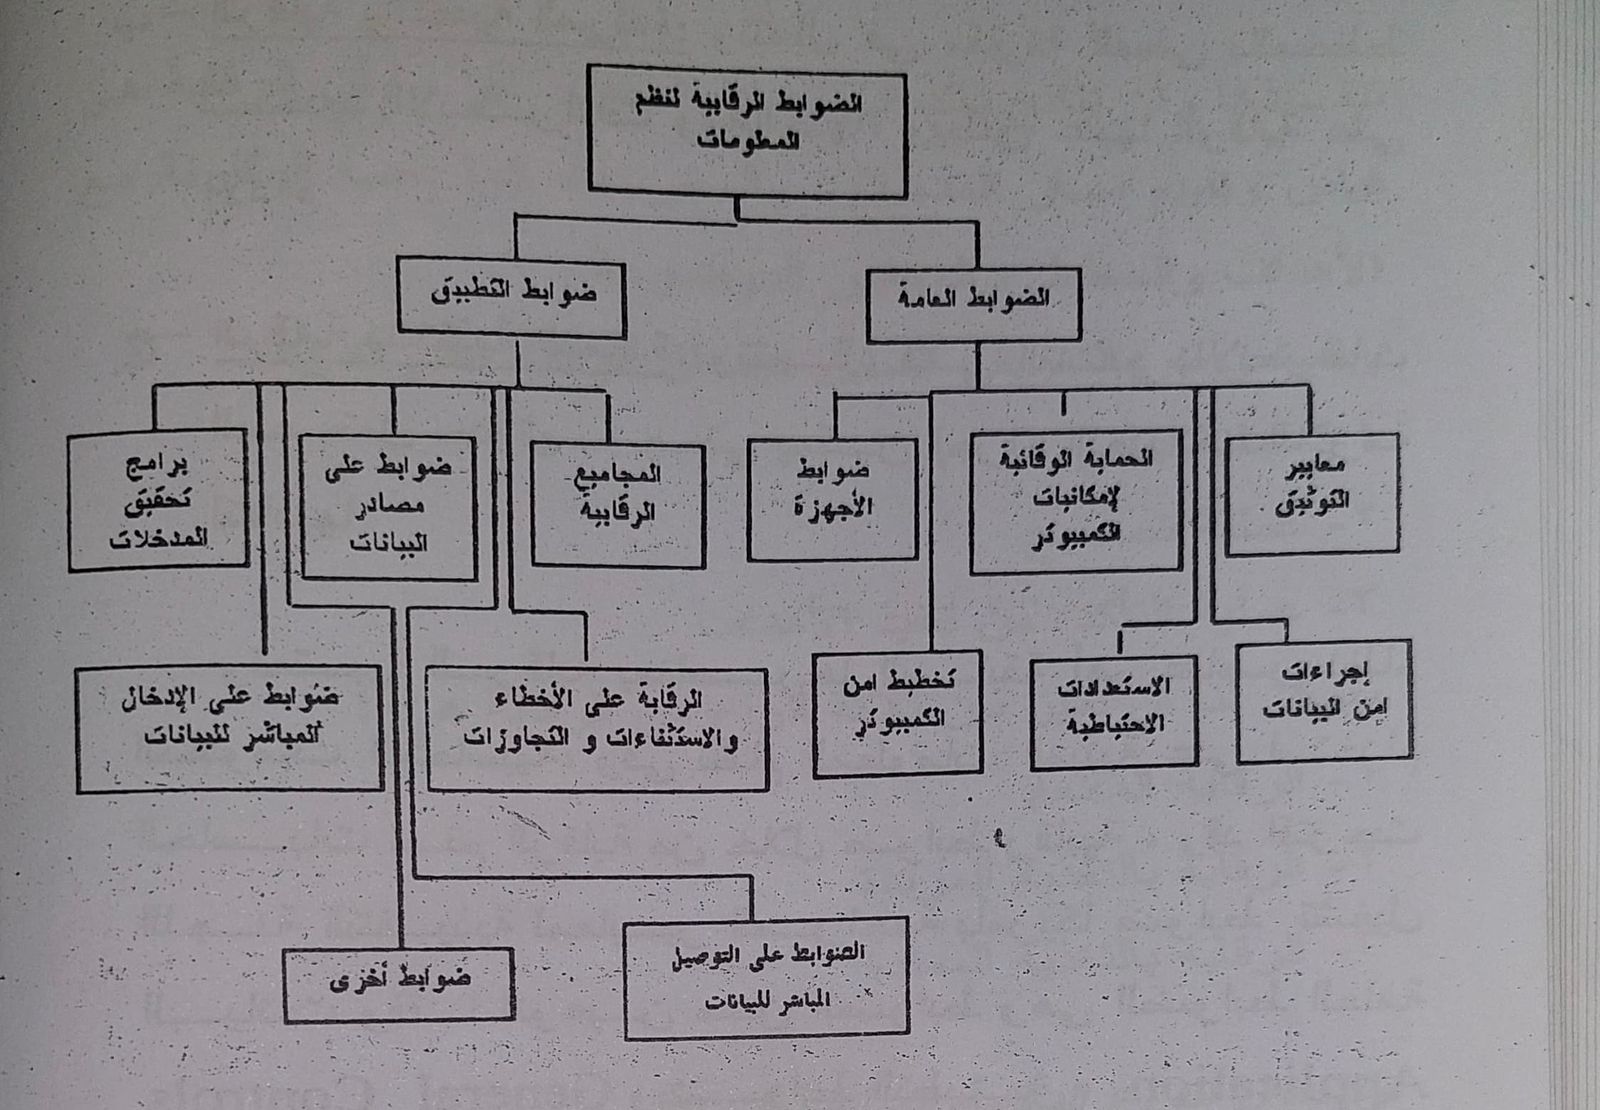 الضوابط الرقابية لنظم
المعلومات
الضوابط العامة
ضوابط التطبيق
معايير
التوثيق
الحماية الوقائية
لإمكانيات
الكمبيوتر
ضوابط
الأجهزة
المجاميع
الرقابية
ضوابط على
مصادر
البيانات
برامج
تحقيق
المدخلات
إجراءات
امن البيانات
الاستعدادات
الاحتياطية
تخطيط امن
الكمبيوتر
الرقابة على الأخطاء
والاستثناءات و التجاوزات
ضوابط على الإدخال
المباشر للبيانات
الضوابط على التوصيل
المباشر للبيانات
ضوابط أخرى